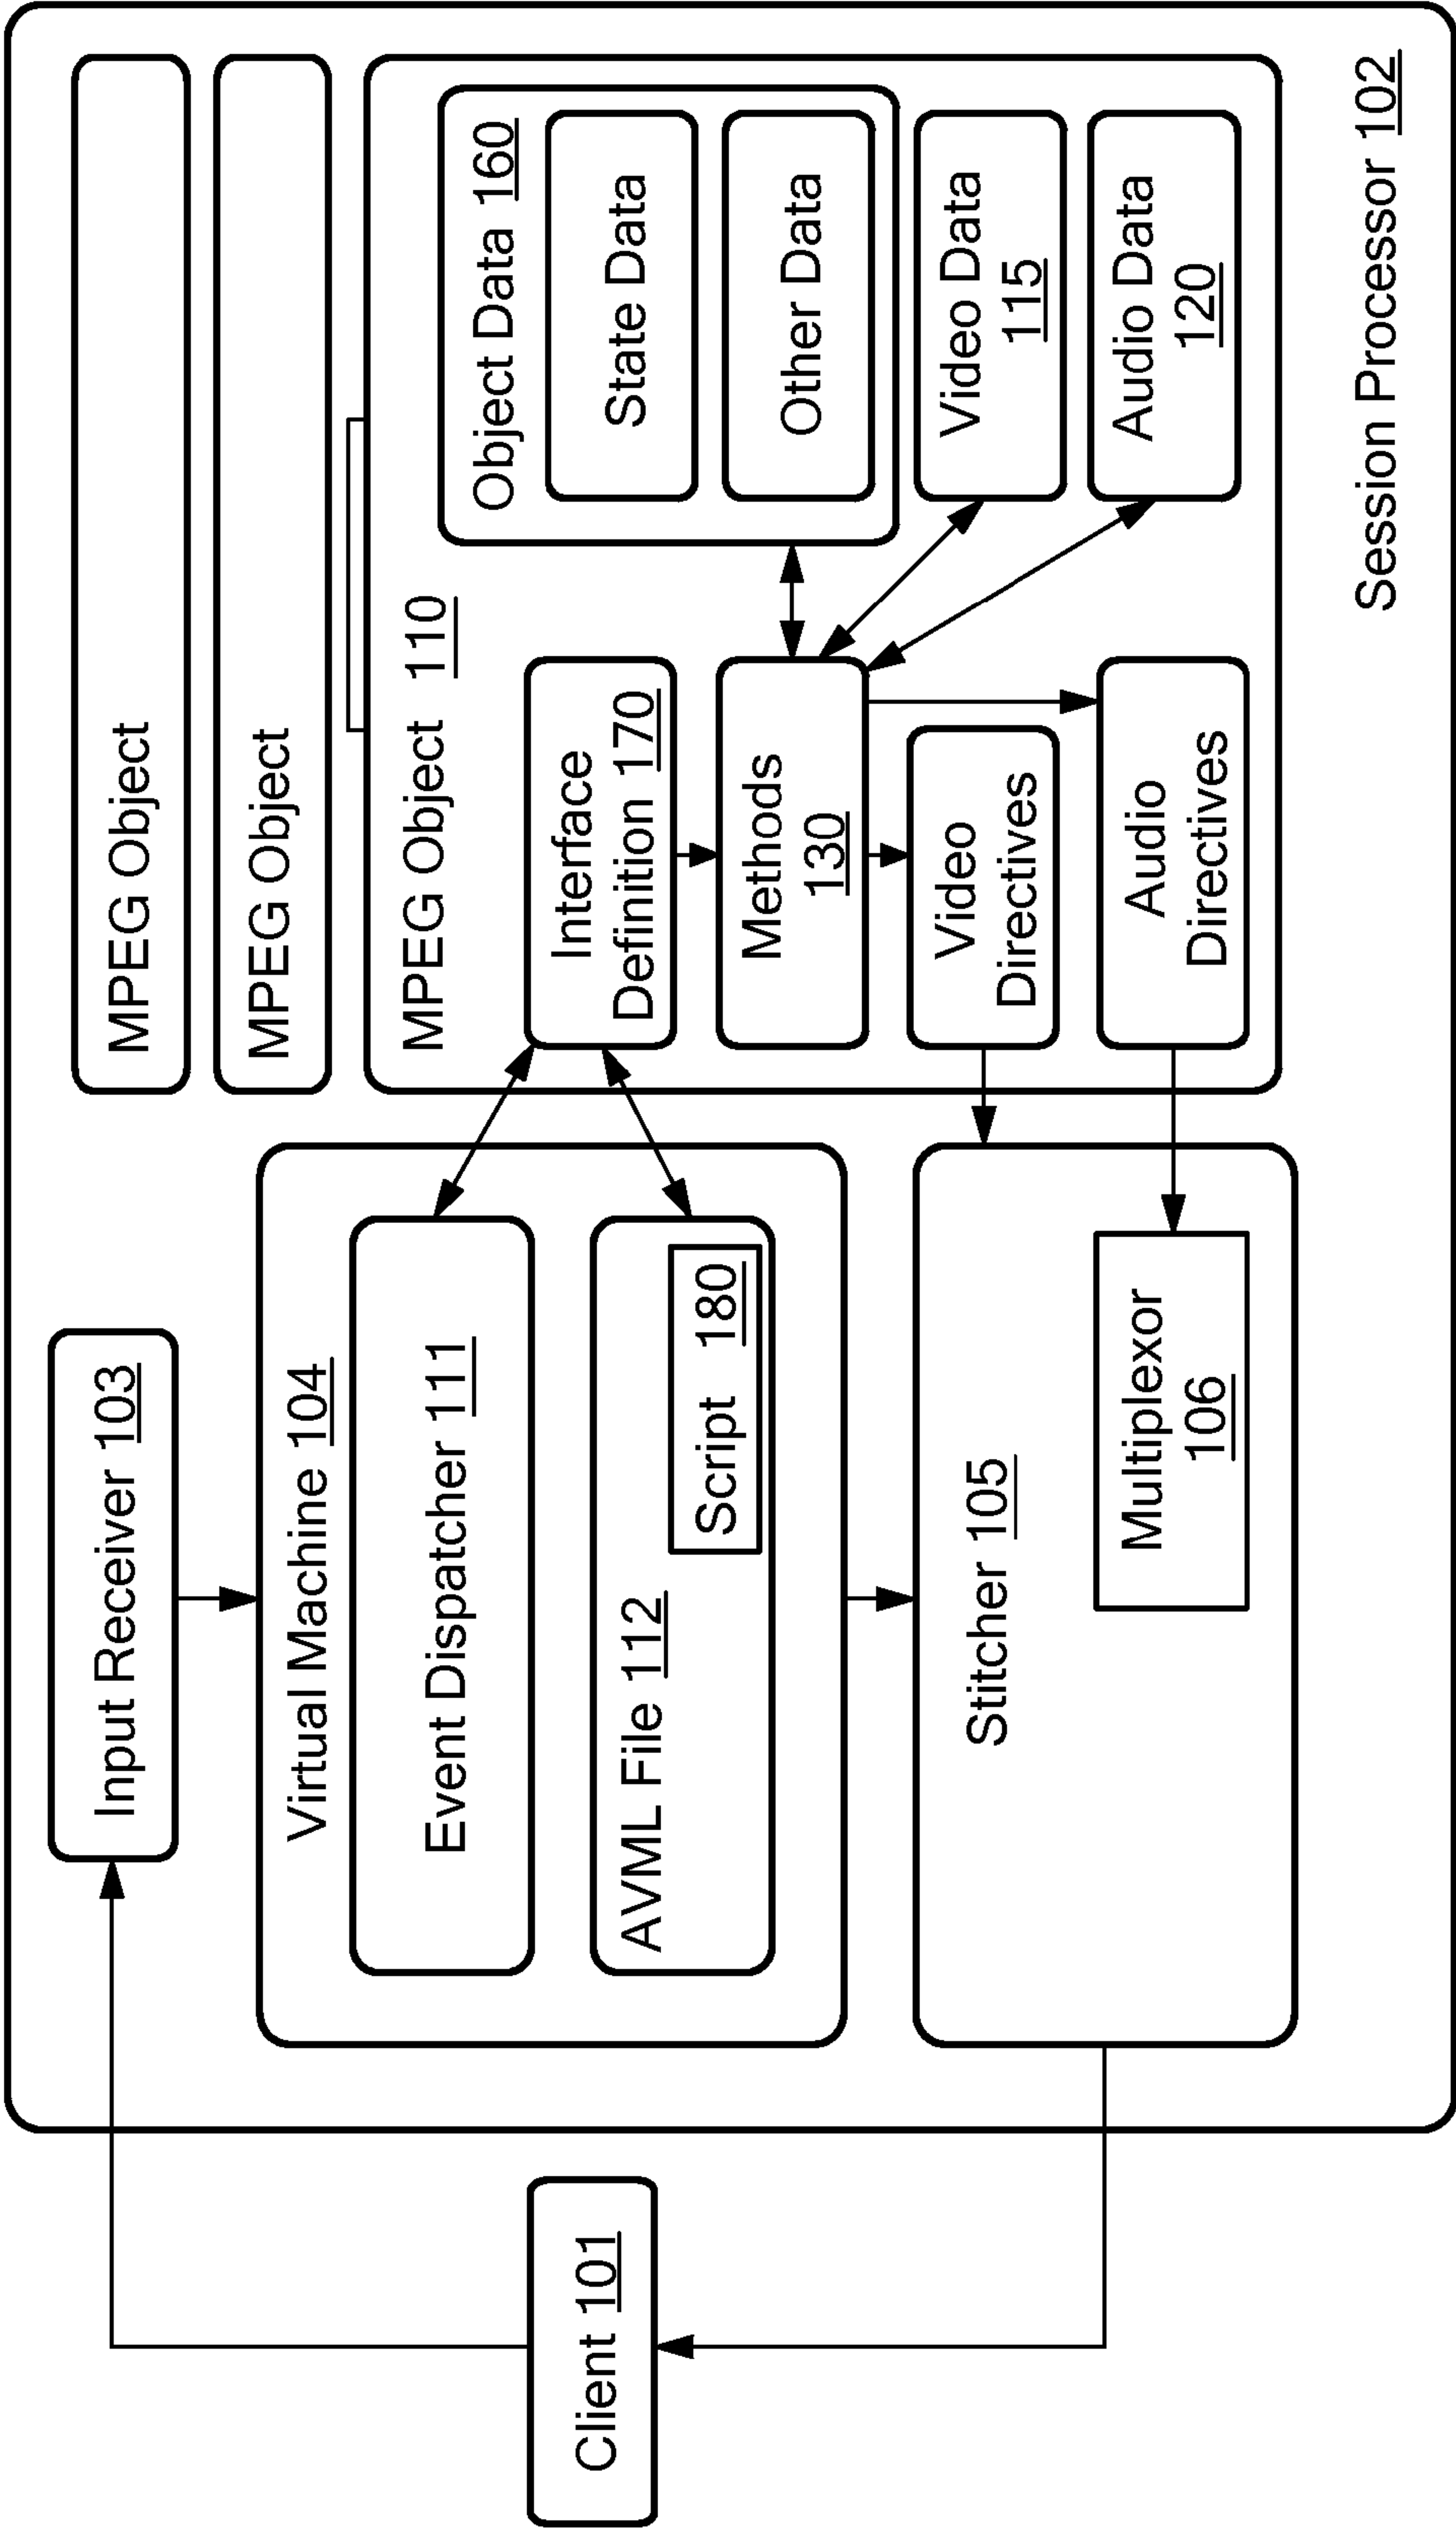 Client 101
Input Receiver 103
Virtual Machine 104
Event Dispatcher 111
AVML File 112
Script 180
Stitcher 105
Multiplexor
106
MPEG Object
MPEG Object
MPEG Object 110
Interface
Definition 170
Methods
130
Video
Directives
Audio
Directives
Object Data 160
State Data
Other Data
Video Data
115
Audio Data
120
Session Processor 102